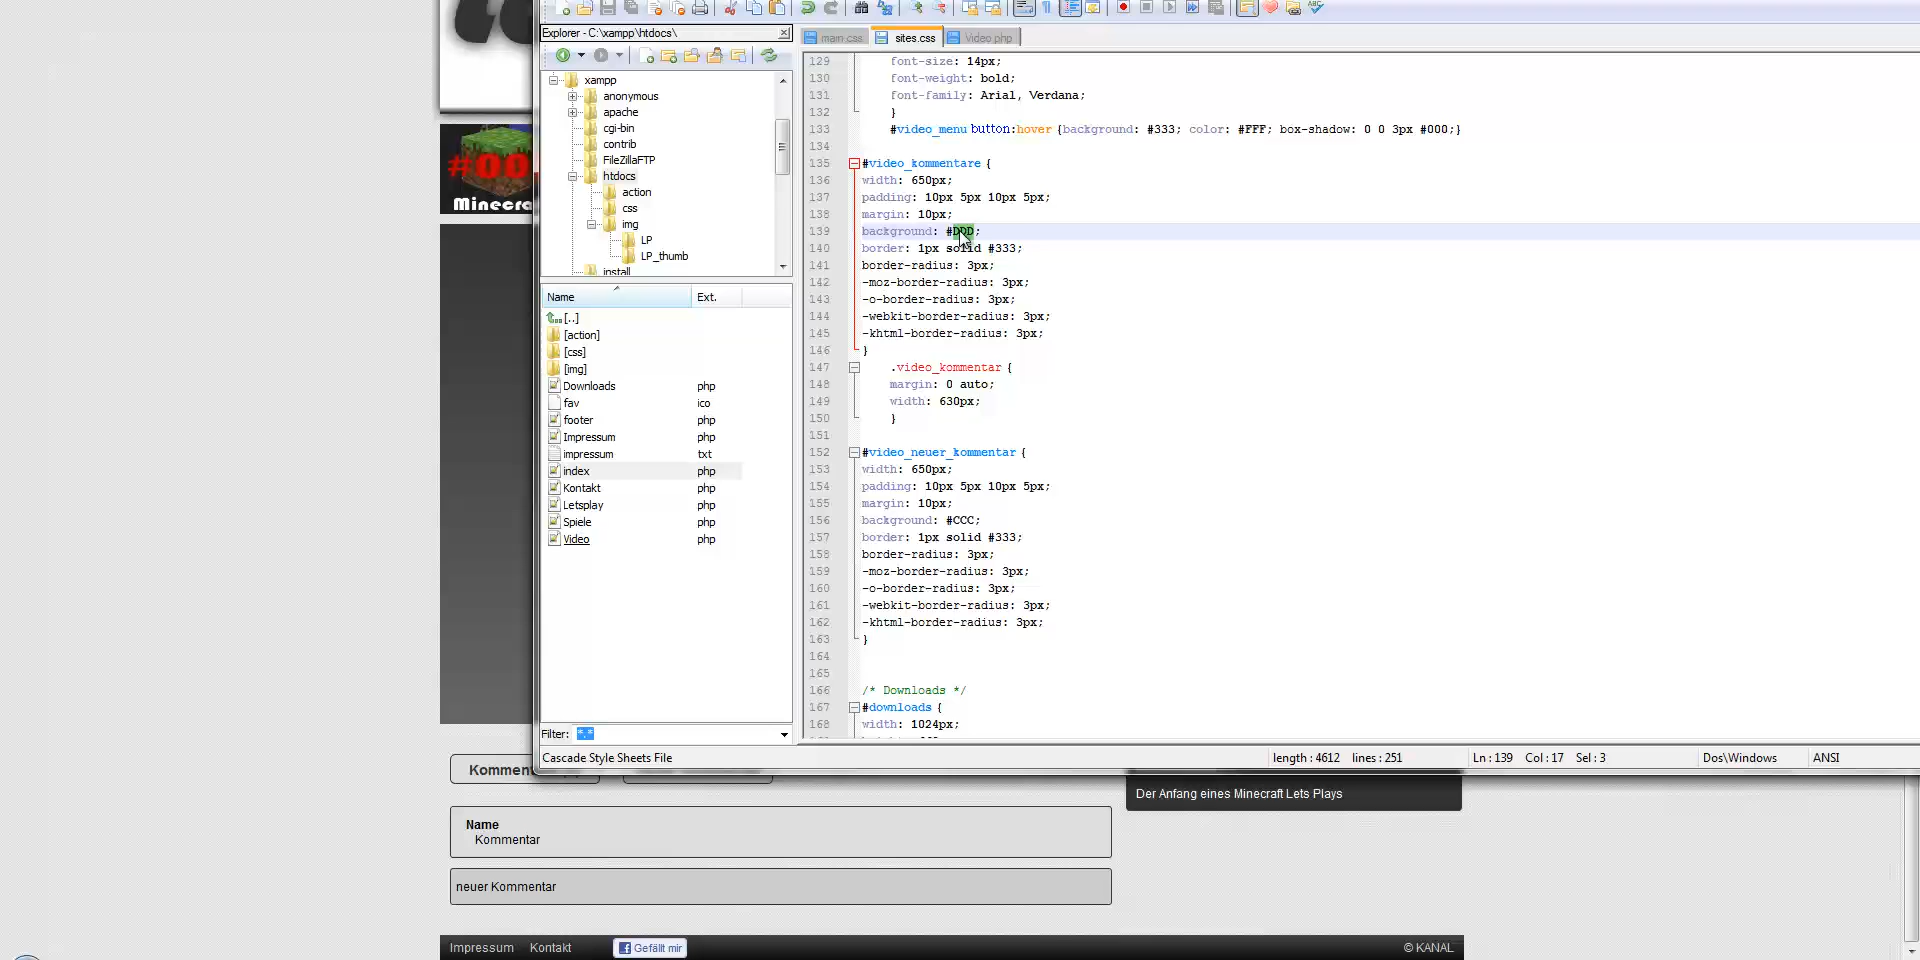 Explorer - C:\xampp\htdocs\
main.css
sites.css
Video.php
xampp
anonymous
apache
cgi-bin
contrib
FileZillaFTP
htdocs
action
css
img
LP
LP_thumb
install
Name Ext.
[..]
[action]
[css]
[img]
Downloads php
fav ico
footer php
Impressum php
impressum txt
index php
Kontakt php
Letsplay php
Spiele php
Video php
Filter: *.*
129 font-size: 14px;
130 font-weight: bold;
131 font-family: Arial, Verdana;
132 }
133 #video_menu button:hover {background: #333; color: #FFF; box-shadow: 0 0 3px #000;}
134
135 #video_kommentare {
136 width: 650px;
137 padding: 10px 5px 10px 5px;
138 margin: 10px;
139 background: #DDD;
140 border: 1px solid #333;
141 border-radius: 3px;
142 -moz-border-radius: 3px;
143 -o-border-radius: 3px;
144 -webkit-border-radius: 3px;
145 -khtml-border-radius: 3px;
146 }
147 .video_kommentar {
148 margin: 0 auto;
149 width: 630px;
150 }
151
152 #video_neuer_kommentar {
153 width: 650px;
154 padding: 10px 5px 10px 5px;
155 margin: 10px;
156 background: #CCC;
157 border: 1px solid #333;
158 border-radius: 3px;
159 -moz-border-radius: 3px;
160 -o-border-radius: 3px;
161 -webkit-border-radius: 3px;
162 -khtml-border-radius: 3px;
163 }
164
165
166 /* Downloads */
167 #downloads {
168 width: 1024px;
Cascade Style Sheets File length : 4612 lines : 251 Ln : 139 Col : 17 Sel : 3 Dos\Windows ANSI
#00
Minecra
Kommen
Der Anfang eines Minecraft Lets Plays
Name
Kommentar
neuer Kommentar
Impressum Kontakt Gefällt mir © KANAL